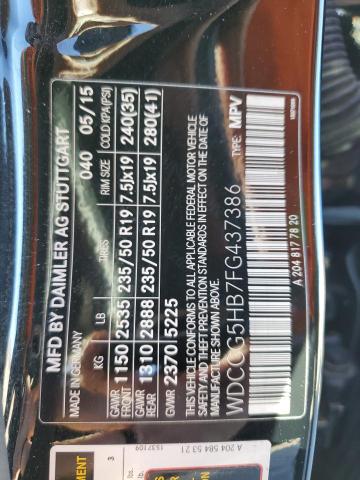 MFD BY DAIMLER AG STUTTGART
MADE IN GERMANY 040 05/15
KG LB TIRES RIM SIZE COLD KPA(PSI)
GAWR FRONT 1150 2535 235/50 R19 7.5Jx19 240(35)
GAWR REAR 1310 2888 235/50 R19 7.5Jx19 280(41)
GVWR 2370 5225
THIS VEHICLE CONFORMS TO ALL APPLICABLE FEDERAL MOTOR VEHICLE
SAFETY AND THEFT PREVENTION STANDARDS IN EFFECT ON THE DATE OF
MANUFACTURE SHOWN ABOVE.
WDCGG5HB7FG437386 TYPE: MPV
A 204 817 78 20
A 204 584 53 21
1537109
3